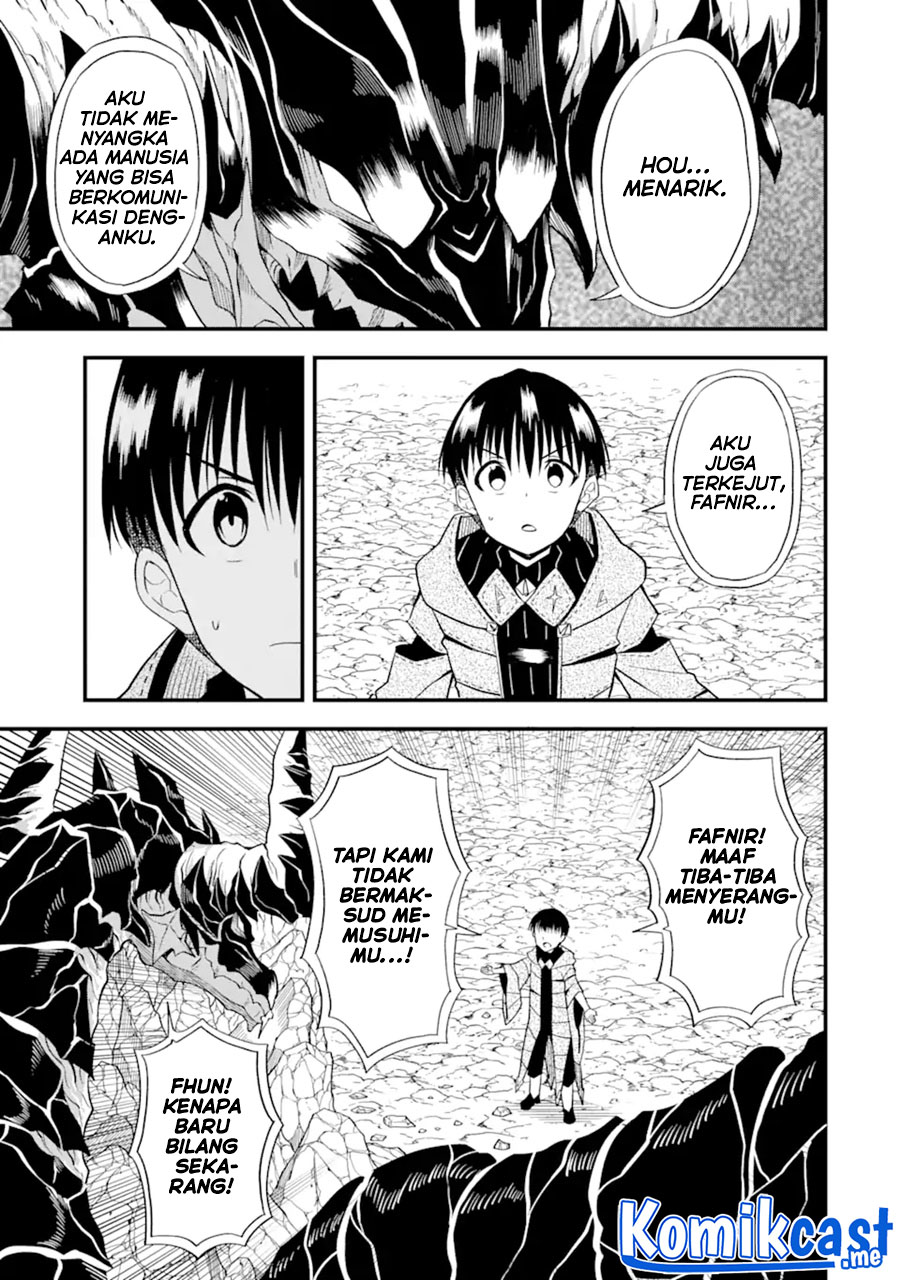 HOU...
MENARIK.
AKU
TIDAK ME-
NYANGKA
ADA MANUSIA
YANG BISA
BERKOMUNI-
KASI DENG-
ANKU.
AKU
JUGA
TERKEJUT,
FAFNIR...
FAFNIR!
MAAF
TIBA-TIBA
MENYERANG-
MU!
TAPI KAMI
TIDAK
BERMAK-
SUD ME-
MUSUHI-
MU...!
FHUN!
KENAPA
BARU
BILANG
SEKA-
RANG!
Komikcast
.me